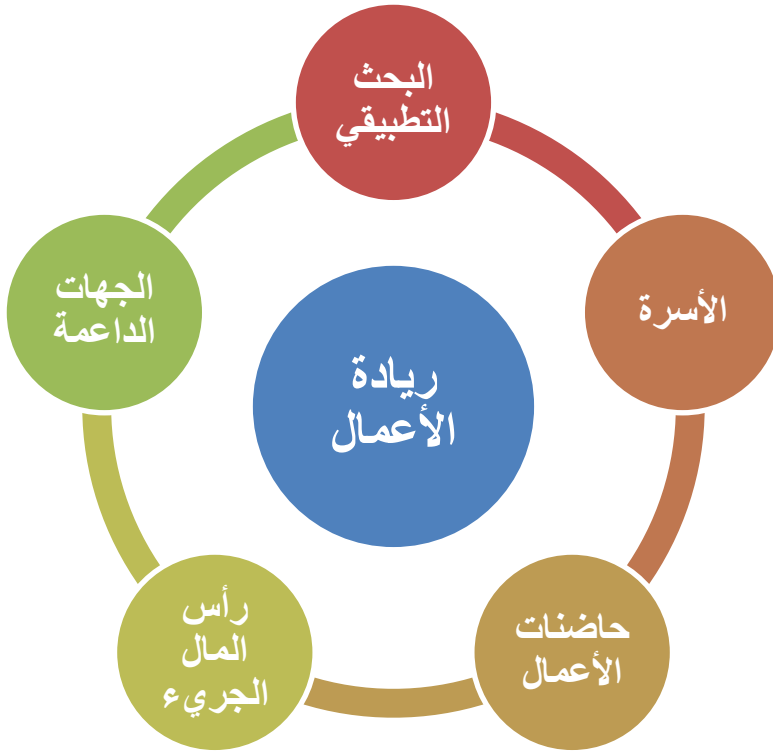 البحث
التطبيقي
الأسرة
حاضنات
الأعمال
رأس
المال
الجريء
الجهات
الداعمة
ريادة
الأعمال